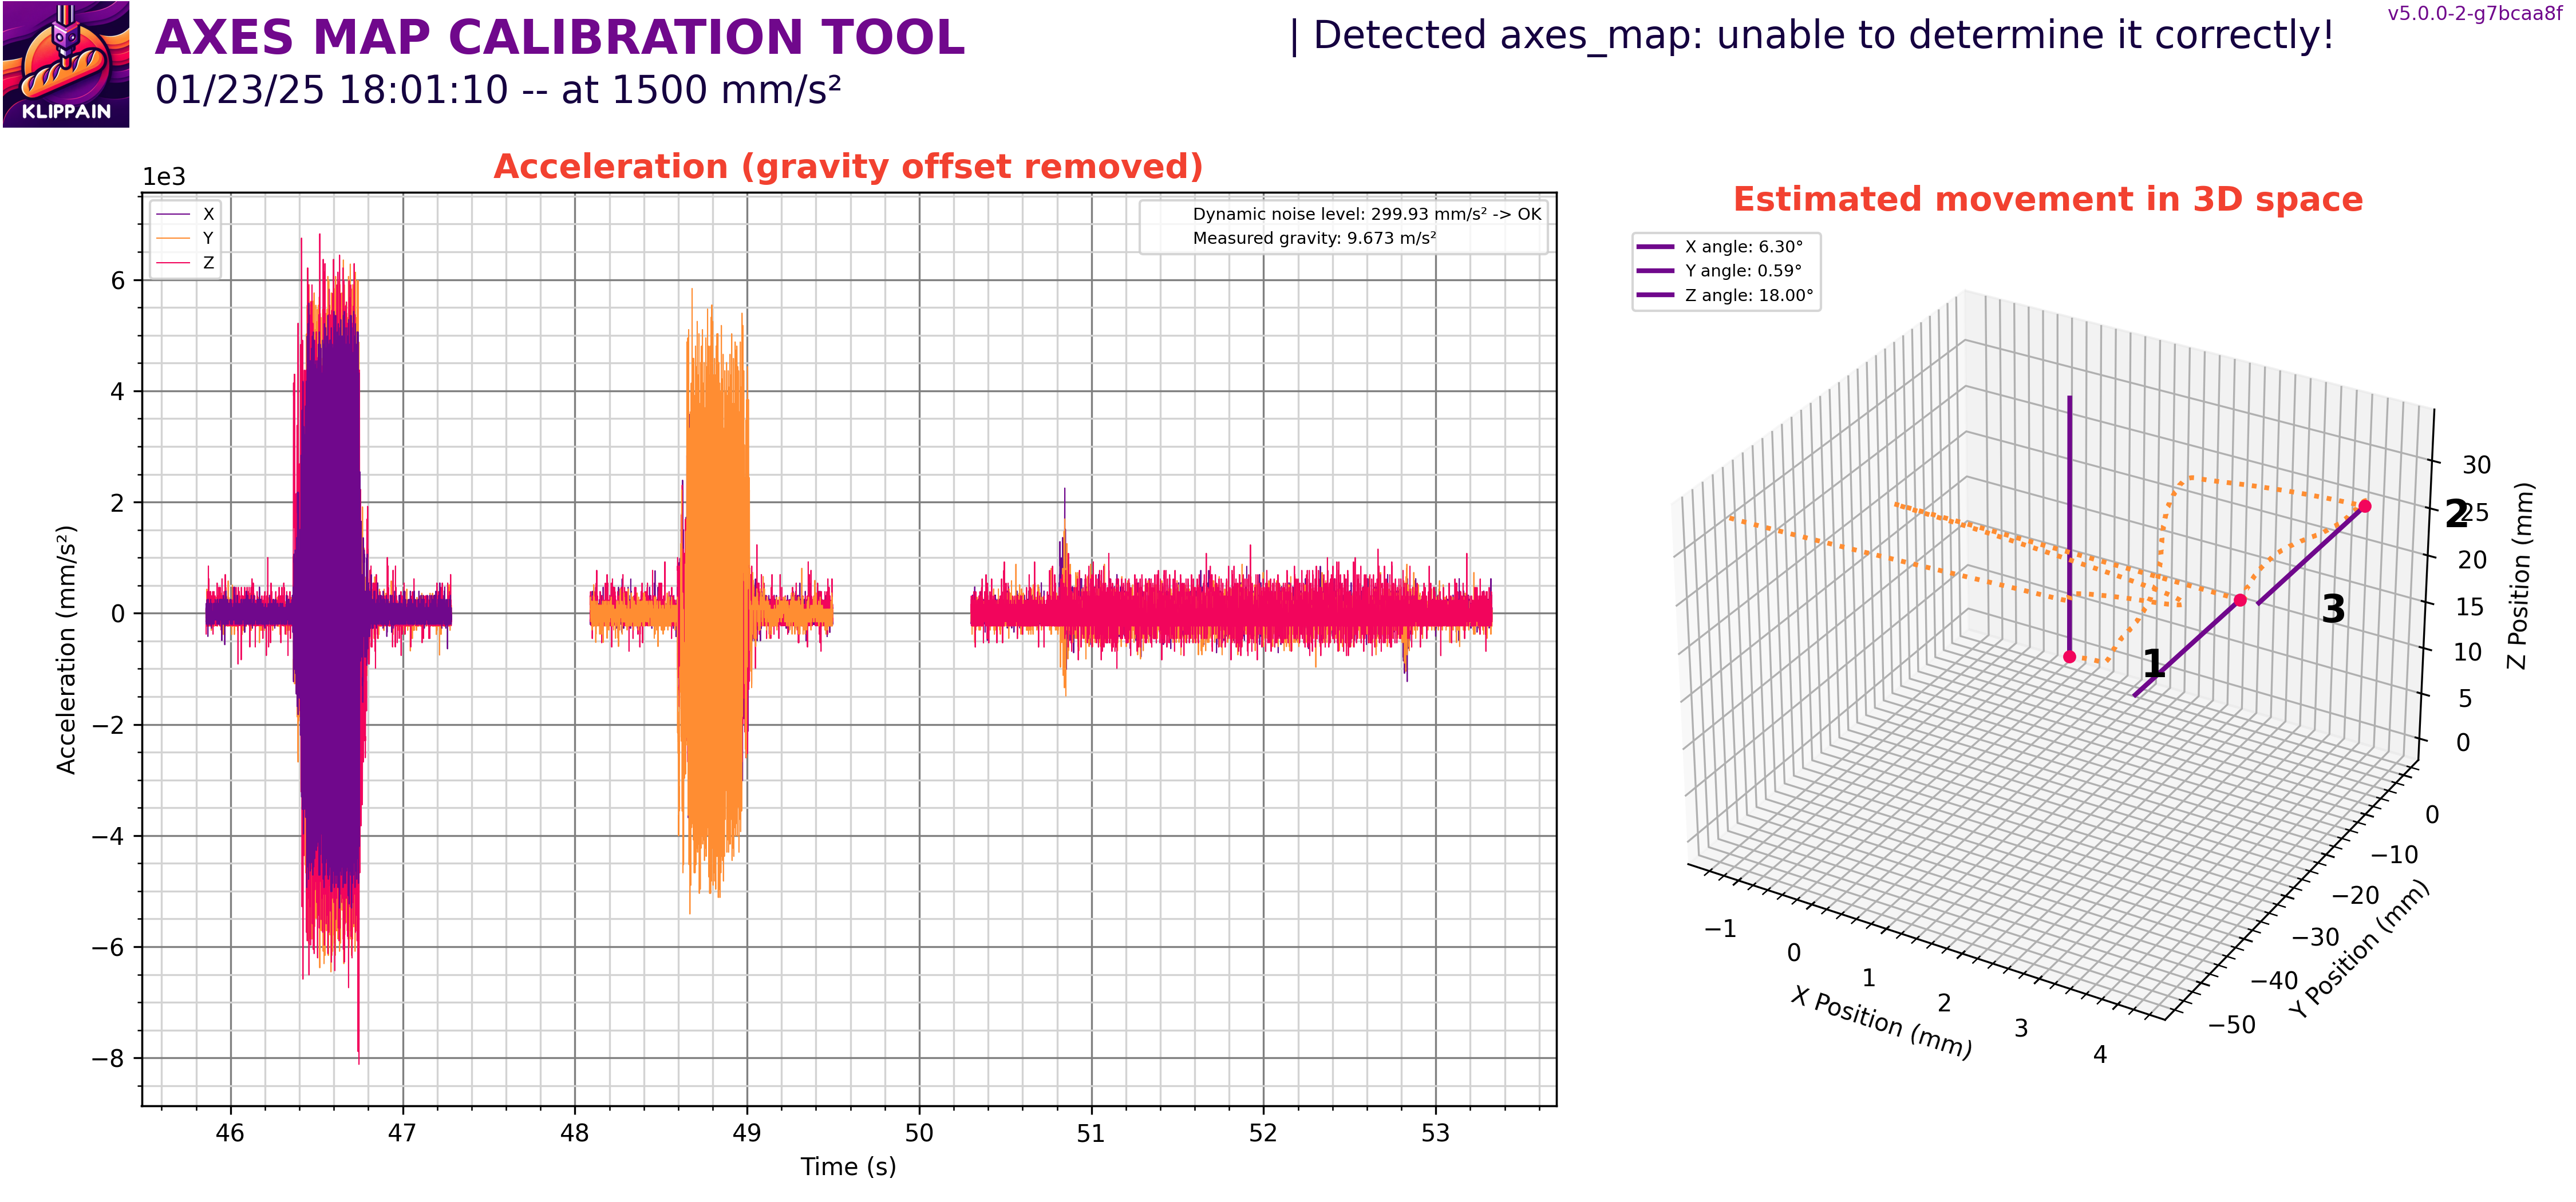 KLIPPAIN
AXES MAP CALIBRATION TOOL
01/23/25 18:01:10 -- at 1500 mm/s²
| Detected axes_map: unable to determine it correctly!
v5.0.0-2-g7bcaa8f
Acceleration (gravity offset removed)
1e3
X
Y
Z
Dynamic noise level: 299.93 mm/s² -> OK
Measured gravity: 9.673 m/s²
6
4
2
0
−2
−4
−6
−8
Acceleration (mm/s²)
46 47 48 49 50 51 52 53
Time (s)
Estimated movement in 3D space
X angle: 6.30°
Y angle: 0.59°
Z angle: 18.00°
1
2
3
30
25
20
15
10
5
0
Z Position (mm)
0
−10
−20
−30
−40
−50
Y Position (mm)
−1
0
1
2
3
4
X Position (mm)